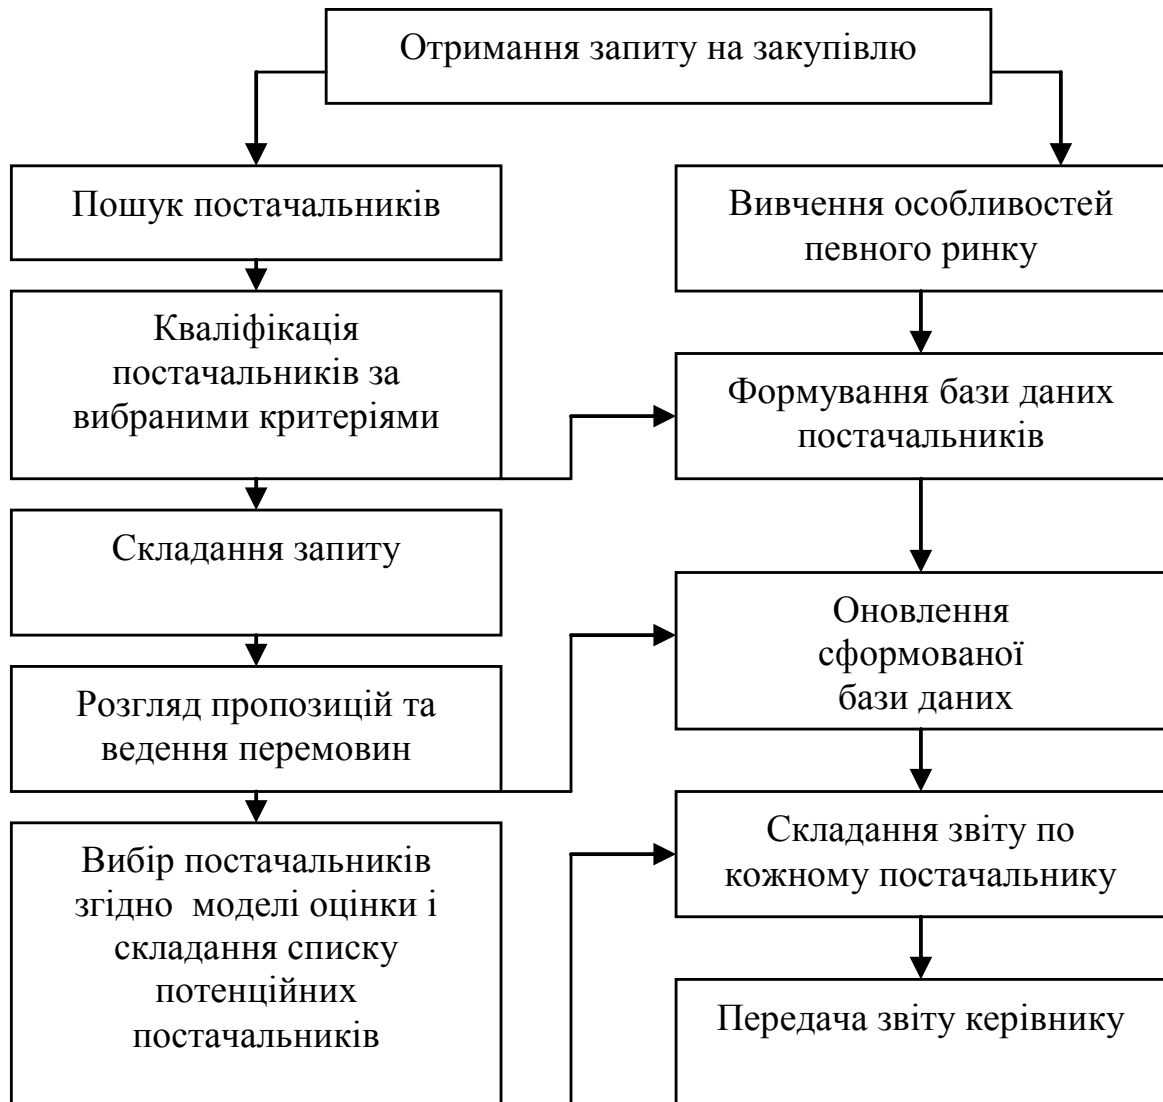 Отримання запиту на закупівлю
Пошук постачальників
Кваліфікація
постачальників за
вибраними критеріями
Складання запиту
Розгляд пропозицій та
ведення перемовин
Вибір постачальників
згідно моделі оцінки і
складання списку
потенційних
постачальників
Вивчення особливостей
певного ринку
Формування бази даних
постачальників
Оновлення
сформованої
бази даних
Складання звіту по
кожному постачальнику
Передача звіту керівнику